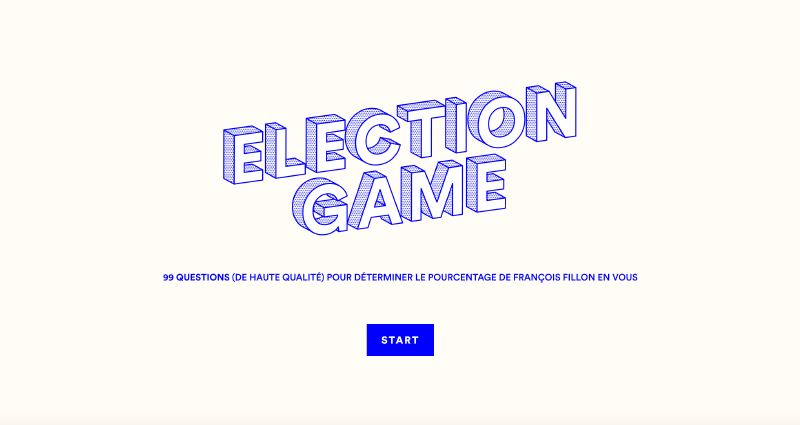 ELECTION
GAME
99 QUESTIONS (DE HAUTE QUALITÉ) POUR DÉTERMINER LE POURCENTAGE DE FRANÇOIS FILLON EN VOUS
START